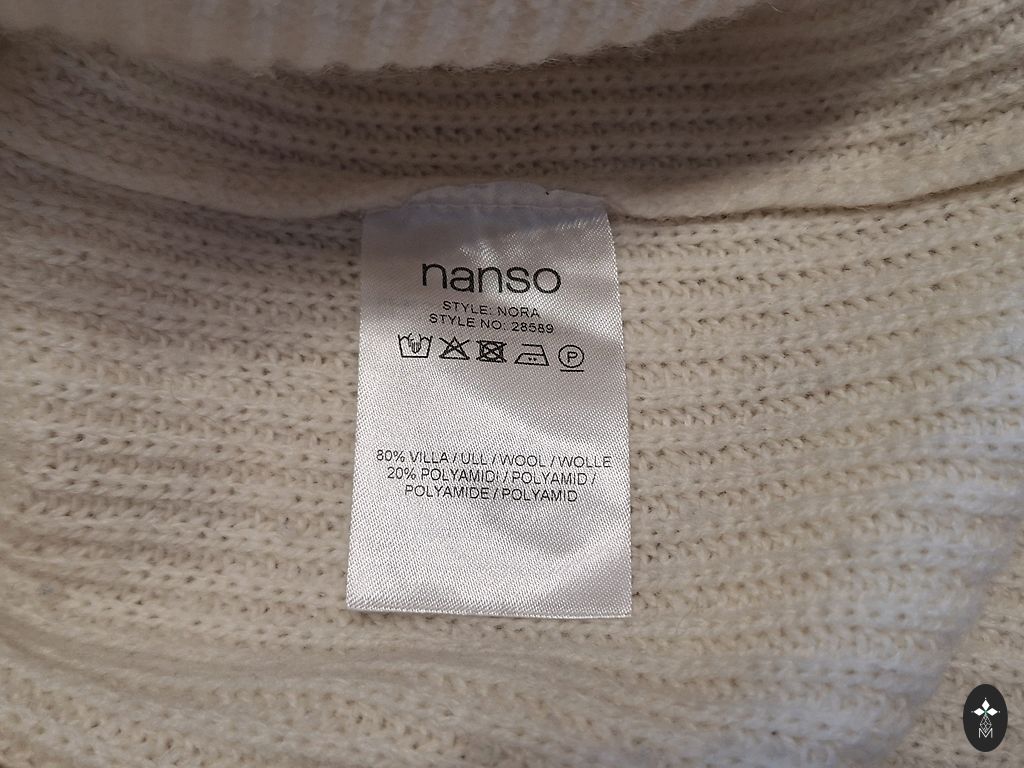 nanso
STYLE: NORA
STYLE NO: 28589
P
80% VILLA / ULL / WOOL / WOLLE
20% POLYAMIDI / POLYAMID /
POLYAMIDE / POLYAMID
M